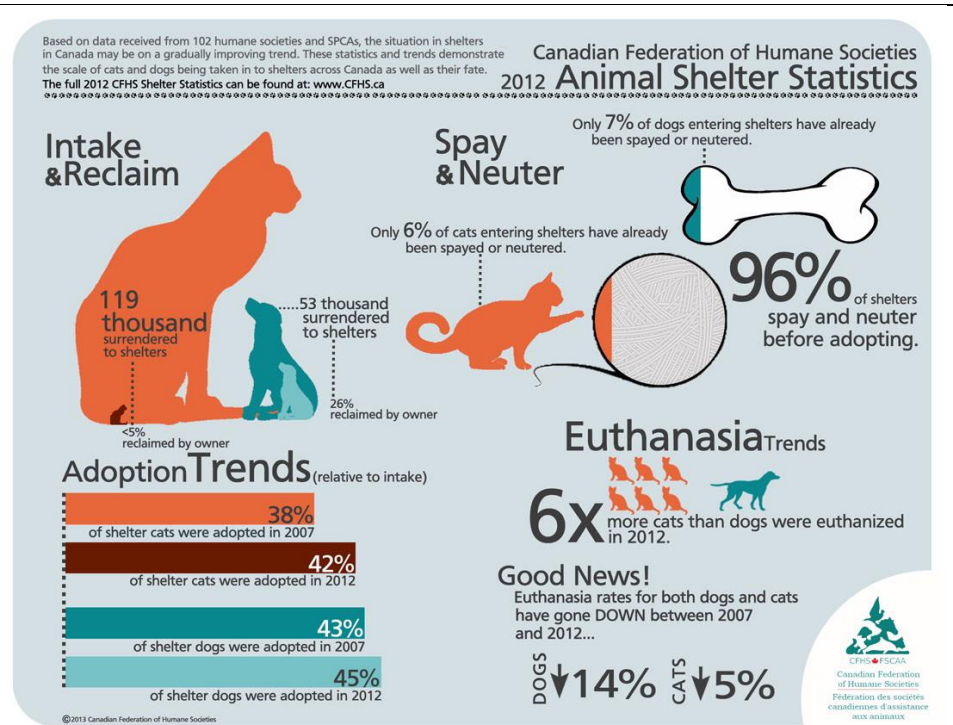 Based on data received from 102 humane societies and SPCAs, the situation in shelters
in Canada may be on a gradually improving trend. These statistics and trends demonstrate
the scale of cats and dogs being taken in to shelters across Canada as well as their fate.
The full 2012 CFHS Shelter Statistics can be found at: www.CFHS.ca
Canadian Federation of Humane Societies
2012 Animal Shelter Statistics
Intake
&Reclaim
119
thousand
surrendered
to shelters
<5%
reclaimed by owner
53 thousand
surrendered
to shelters
26%
reclaimed by owner
Spay
&Neuter
Only 7% of dogs entering shelters have already
been spayed or neutered.
Only 6% of cats entering shelters have already
been spayed or neutered.
96% of shelters
spay and neuter
before adopting.
Adoption Trends (relative to intake)
38%
of shelter cats were adopted in 2007
42%
of shelter cats were adopted in 2012
43%
of shelter dogs were adopted in 2007
45%
of shelter dogs were adopted in 2012
Euthanasia Trends
6x more cats than dogs were euthanized
in 2012.
Good News!
Euthanasia rates for both dogs and cats
have gone DOWN between 2007
and 2012...
DOGS 14%
CATS 5%
CFHS FSCAA
Canadian Federation
of Humane Societies
Fédération des sociétés
canadiennes d'assistance
aux animaux
©2013 Canadian Federation of Humane Societies